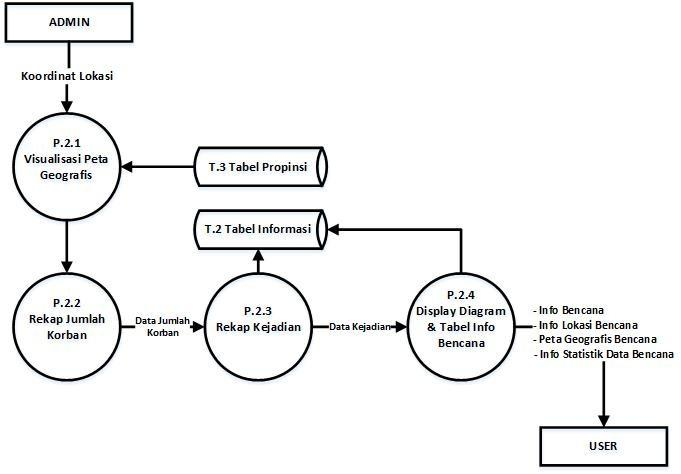 ADMIN
Koordinat Lokasi
P.2.1
Visualisasi Peta
Geografis
T.3 Tabel Propinsi
T.2 Tabel Informasi
P.2.2
Rekap Jumlah
Korban
Data Jumlah
Korban
P.2.3
Rekap Kejadian
Data Kejadian
P.2.4
Display Diagram
& Tabel Info
Bencana
- Info Bencana
- Info Lokasi Bencana
- Peta Geografis Bencana
- Info Statistik Data Bencana
USER